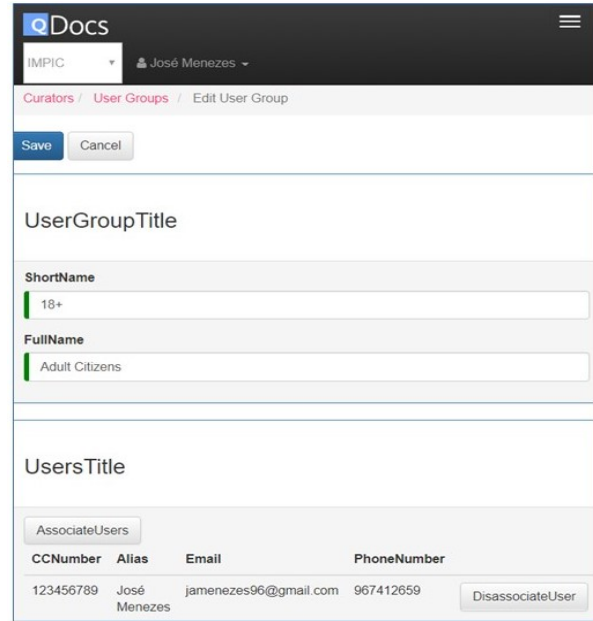 QDocs
IMPIC José Menezes
Curators / User Groups / Edit User Group
Save Cancel
UserGroupTitle
ShortName
18+
FullName
Adult Citizens
UsersTitle
AssociateUsers
CCNumber Alias Email PhoneNumber
123456789 José jamenezes96@gmail.com 967412659 DisassociateUser
Menezes